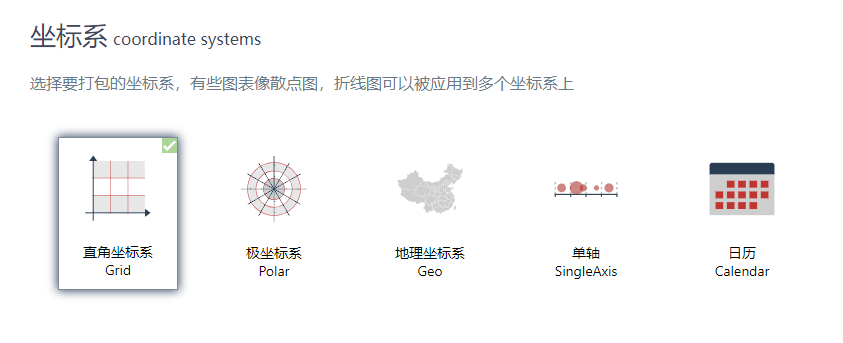 坐标系 coordinate systems
选择要打包的坐标系，有些图表像散点图，折线图可以被应用到多个坐标系上
直角坐标系
Grid
极坐标系
Polar
地理坐标系
Geo
单轴
SingleAxis
日历
Calendar